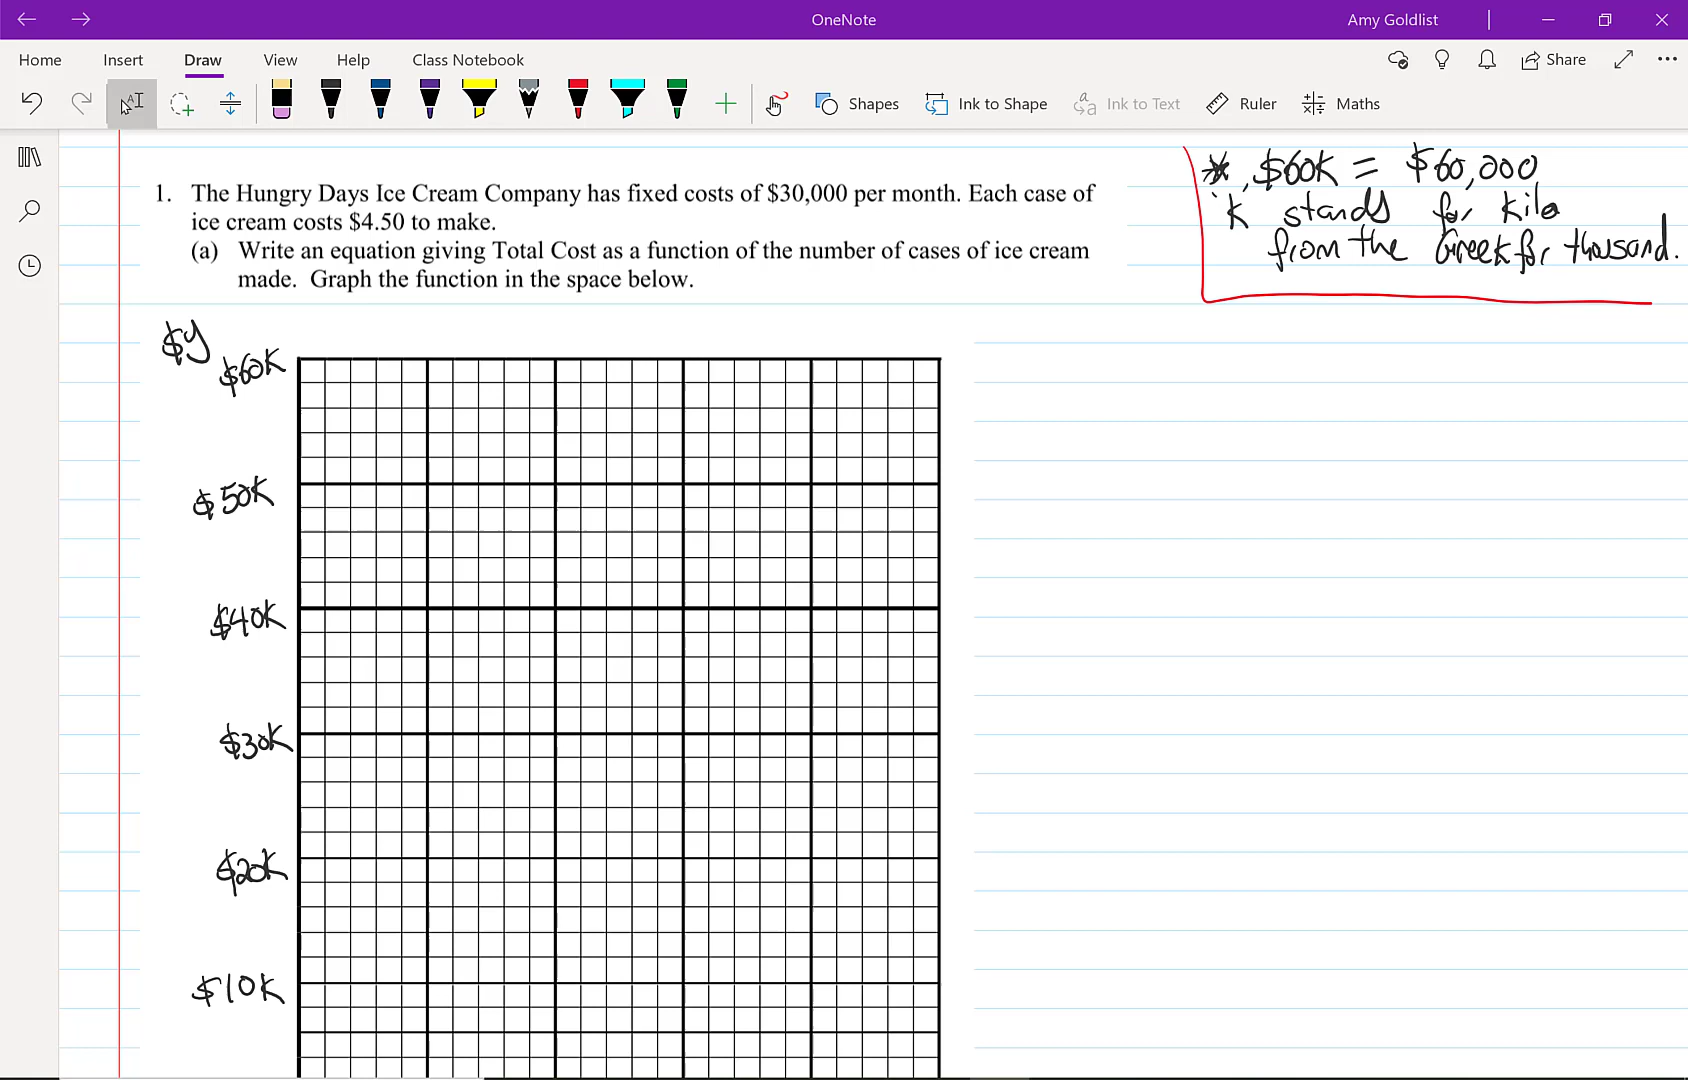 OneNote
Amy Goldlist
Home Insert Draw View Help Class Notebook
Share
Shapes Ink to Shape Ink to Text Ruler Maths
* $60K = $60,000
'K stands for kilo
from the Greek for thousand.
1. The Hungry Days Ice Cream Company has fixed costs of $30,000 per month. Each case of
ice cream costs $4.50 to make.
(a) Write an equation giving Total Cost as a function of the number of cases of ice cream
made. Graph the function in the space below.
$y
$60K
$50K
$40K
$30K
$20K
$10K